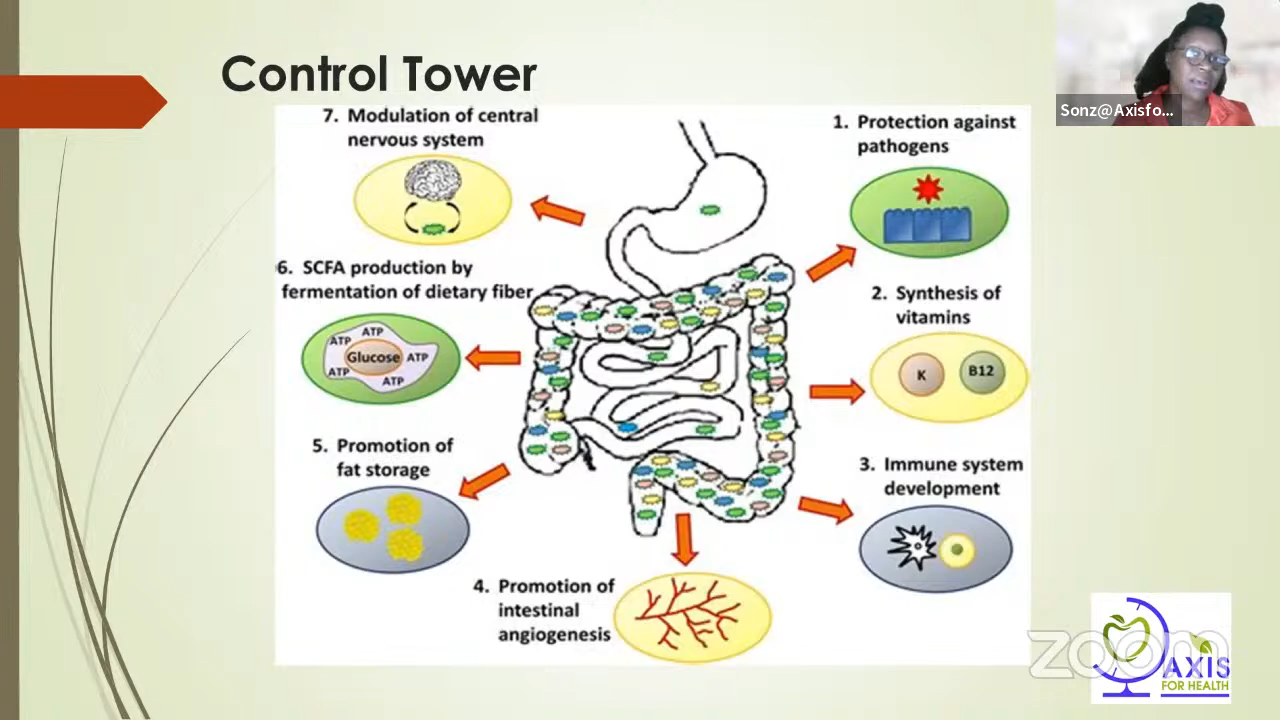 Control Tower
Sonz@Axisfo...
7. Modulation of central
nervous system
1. Protection against
pathogens
6. SCFA production by
fermentation of dietary fiber
ATP
ATP
Glucose
ATP
ATP
ATP
2. Synthesis of
vitamins
K
B12
5. Promotion of
fat storage
3. Immune system
development
4. Promotion of
intestinal
angiogenesis
zoom
AXIS
FOR HEALTH